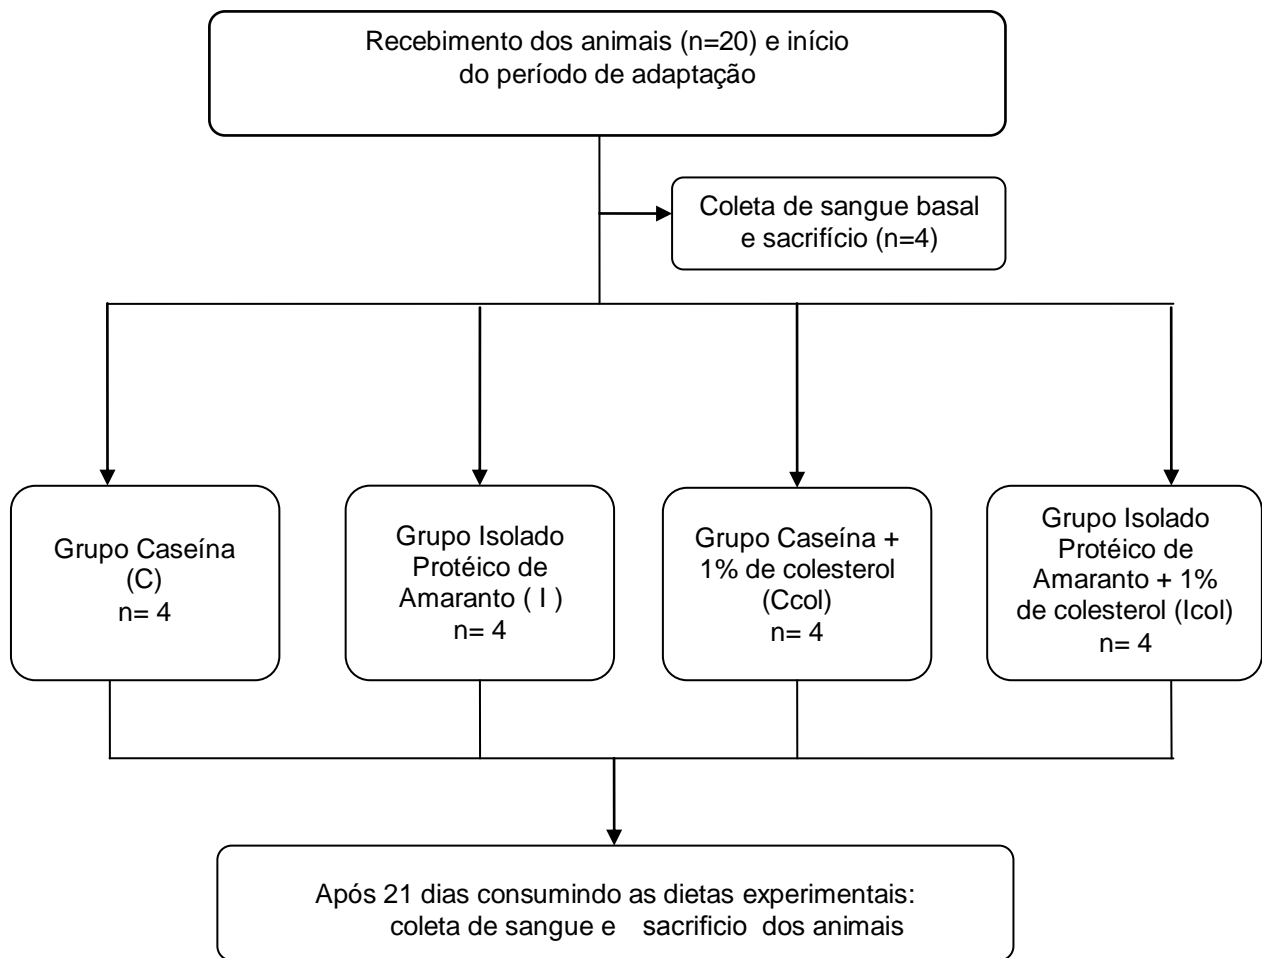 Recebimento dos animais (n=20) e início
do período de adaptação
Coleta de sangue basal
e sacrifício (n=4)
Grupo Caseína
(C)
n= 4
Grupo Isolado
Protéico de
Amaranto ( I )
n= 4
Grupo Caseína +
1% de colesterol
(Ccol)
n= 4
Grupo Isolado
Protéico de
Amaranto + 1%
de colesterol (Icol)
n= 4
Após 21 dias consumindo as dietas experimentais:
coleta de sangue e sacrificio dos animais